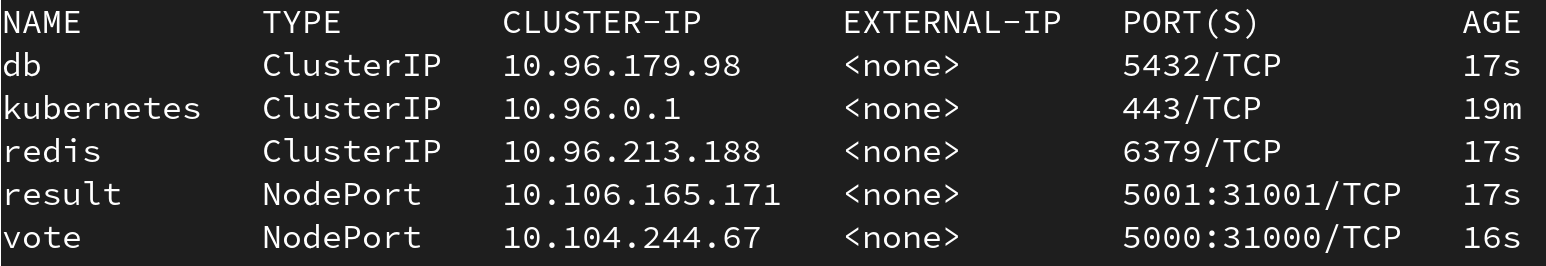 NAME TYPE CLUSTER-IP EXTERNAL-IP PORT(S) AGE
db ClusterIP 10.96.179.98 <none> 5432/TCP 17s
kubernetes ClusterIP 10.96.0.1 <none> 443/TCP 19m
redis ClusterIP 10.96.213.188 <none> 6379/TCP 17s
result NodePort 10.106.165.171 <none> 5001:31001/TCP 17s
vote NodePort 10.104.244.67 <none> 5000:31000/TCP 16s